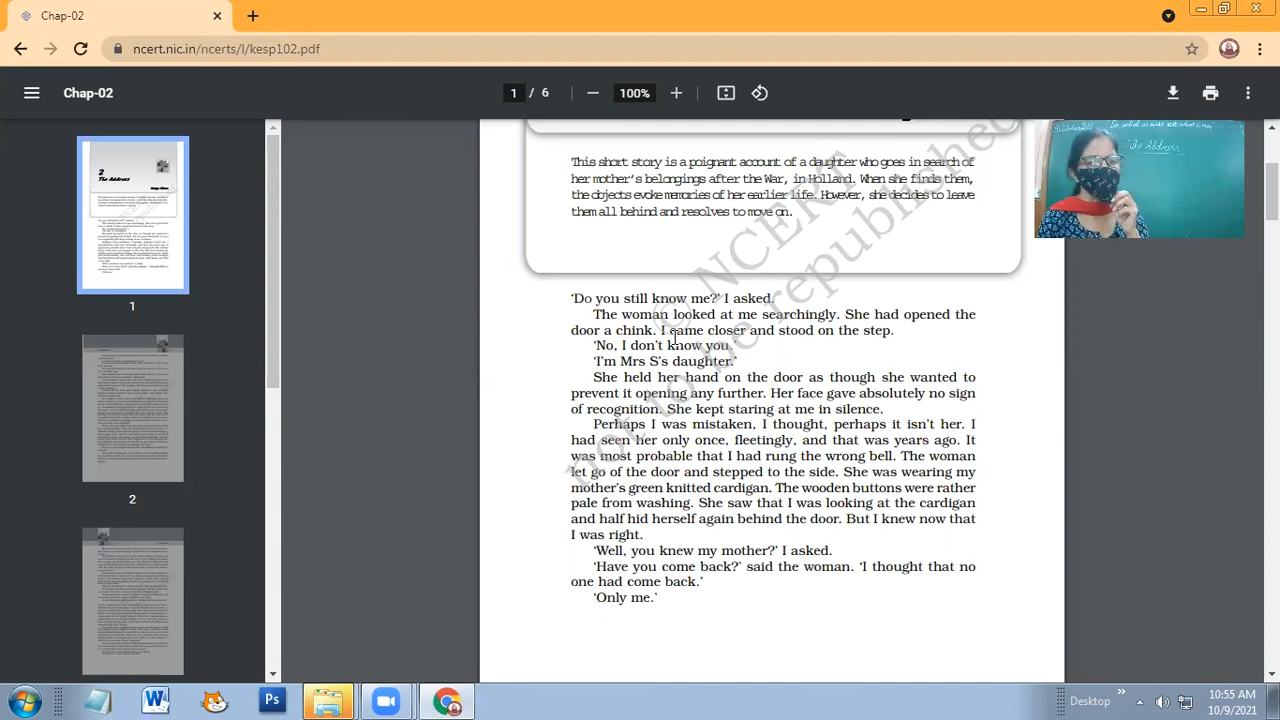 Chap-02
ncert.nic.in/ncerts/l/kesp102.pdf
Chap-02
1 / 6
100%
2
The Address
1
2
This short story is a poignant account of a daughter who goes in search of
her mother's belongings after the War, in Holland. When she finds them,
the objects evoke memories of her earlier life. However, she decides to leave
them all behind and resolves to move on.
'Do you still know me?' I asked.
The woman looked at me searchingly. She had opened the
door a chink. I came closer and stood on the step.
'No, I don't know you.'
'I'm Mrs S's daughter.'
She held her hand on the door as though she wanted to
prevent it opening any further. Her face gave absolutely no sign
of recognition. She kept staring at me in silence.
Perhaps I was mistaken, I thought, perhaps it isn't her. I
had seen her only once, fleetingly, and that was years ago. It
was most probable that I had rung the wrong bell. The woman
let go of the door and stepped to the side. She was wearing my
mother's green knitted cardigan. The wooden buttons were rather
pale from washing. She saw that I was looking at the cardigan
and half hid herself again behind the door. But I knew now that
I was right.
'Well, you knew my mother?' I asked.
'Have you come back?' said the woman. 'I thought that no
one had come back.'
'Only me.'
© NCERT
not to be republished
"The Address"
Desktop
10:55 AM
10/9/2021